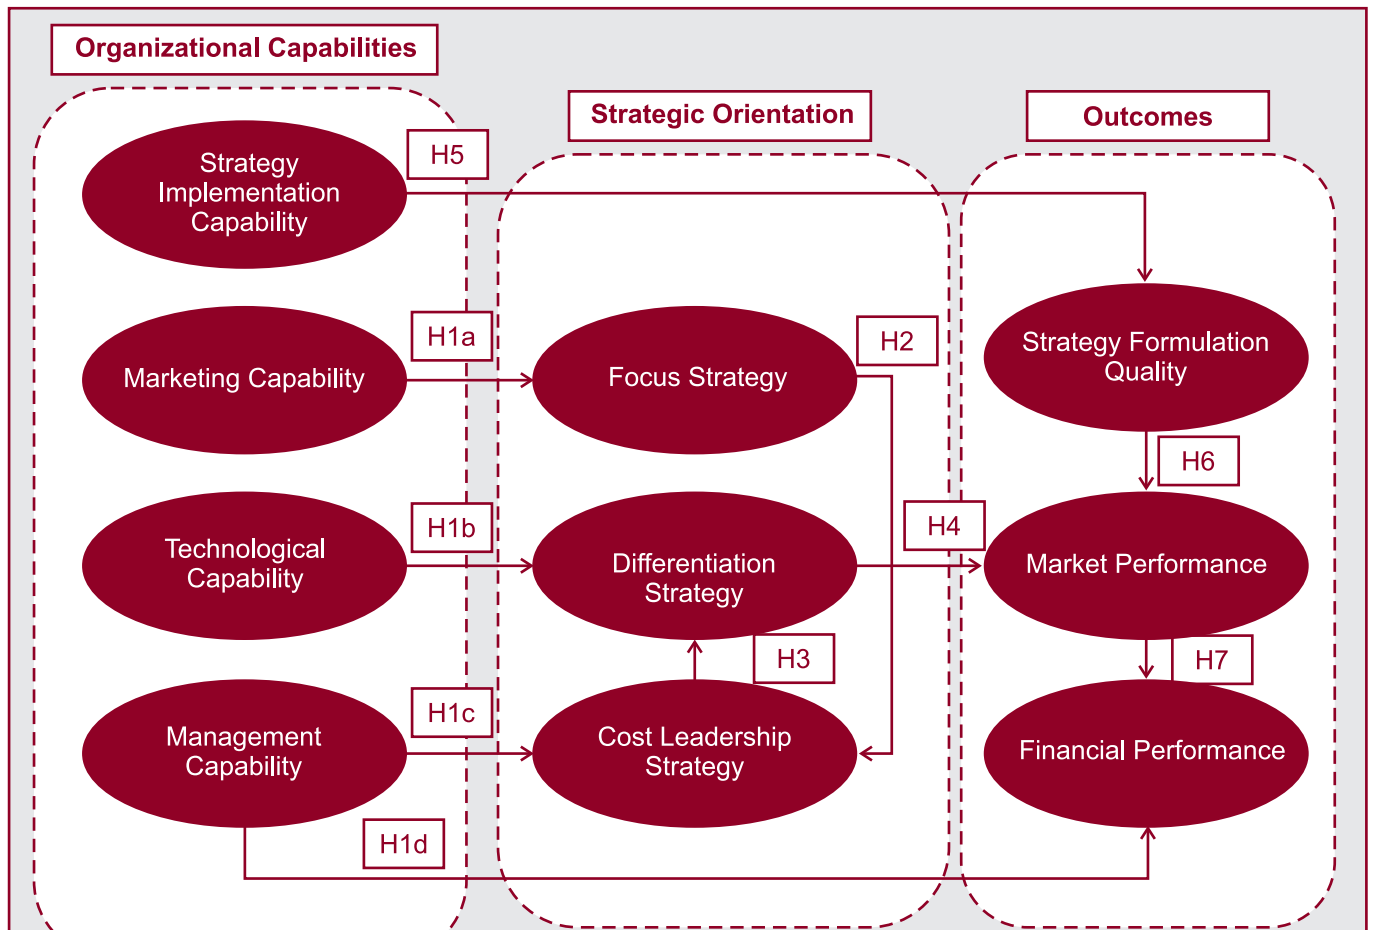 Organizational Capabilities
Strategic Orientation
Outcomes
Strategy
Implementation
Capability
H5
Marketing Capability
H1a
Focus Strategy
H2
Strategy Formulation
Quality
H6
Technological
Capability
H1b
Differentiation
Strategy
H4
Market Performance
H3
H7
Management
Capability
H1c
Cost Leadership
Strategy
Financial Performance
H1d